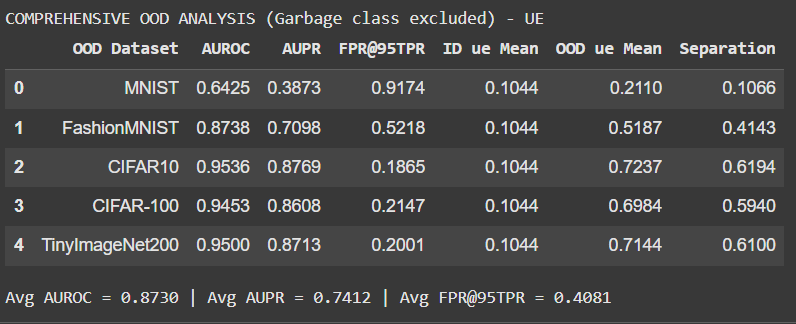 COMPREHENSIVE OOD ANALYSIS (Garbage class excluded) - UE
OOD Dataset AUROC AUPR FPR@95TPR ID ue Mean OOD ue Mean Separation
0 MNIST 0.6425 0.3873 0.9174 0.1044 0.2110 0.1066
1 FashionMNIST 0.8738 0.7098 0.5218 0.1044 0.5187 0.4143
2 CIFAR10 0.9536 0.8769 0.1865 0.1044 0.7237 0.6194
3 CIFAR-100 0.9453 0.8608 0.2147 0.1044 0.6984 0.5940
4 TinyImageNet200 0.9500 0.8713 0.2001 0.1044 0.7144 0.6100
Avg AUROC = 0.8730 | Avg AUPR = 0.7412 | Avg FPR@95TPR = 0.4081